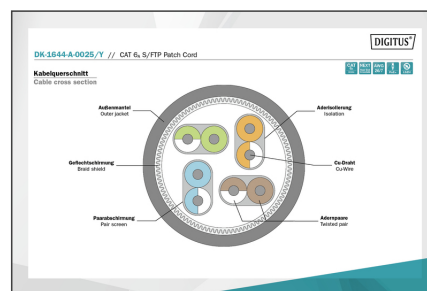 DIGITUS®
DK-1644-A-0025/Y // CAT 6A S/FTP Patch Cord
Kabelquerschnitt
Cable cross section
Außenmantel
Outer jacket
Aderisolierung
Isolation
Geflechtschirmung
Braid shield
Cu-Draht
Cu-Wire
Paarabschirmung
Pair screen
Aderpaare
Twisted pair